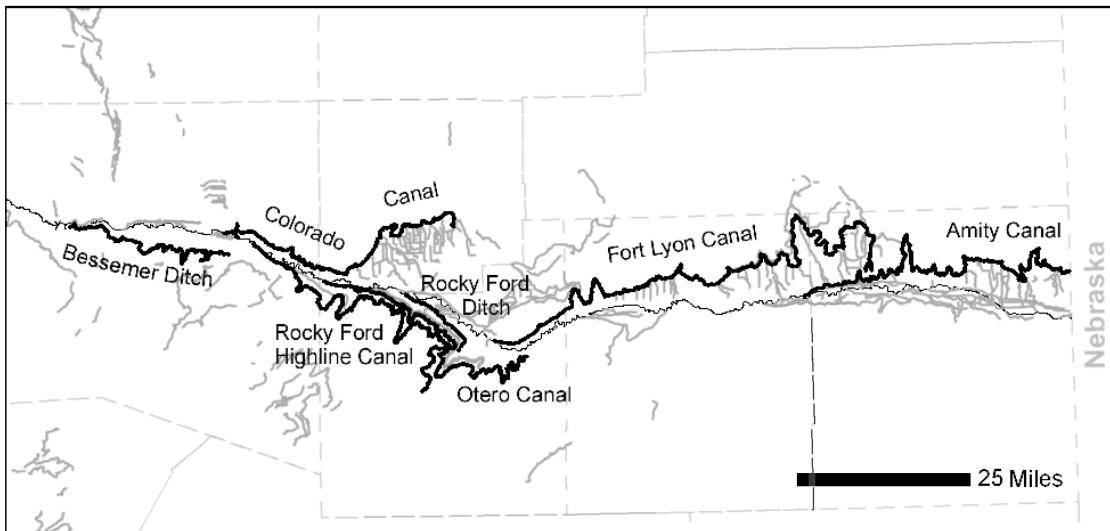 Canal
Colorado
Bessemer Ditch
Fort Lyon Canal
Amity Canal
Rocky Ford
Ditch
Rocky Ford
Highline Canal
Otero Canal
Nebraska
25 Miles